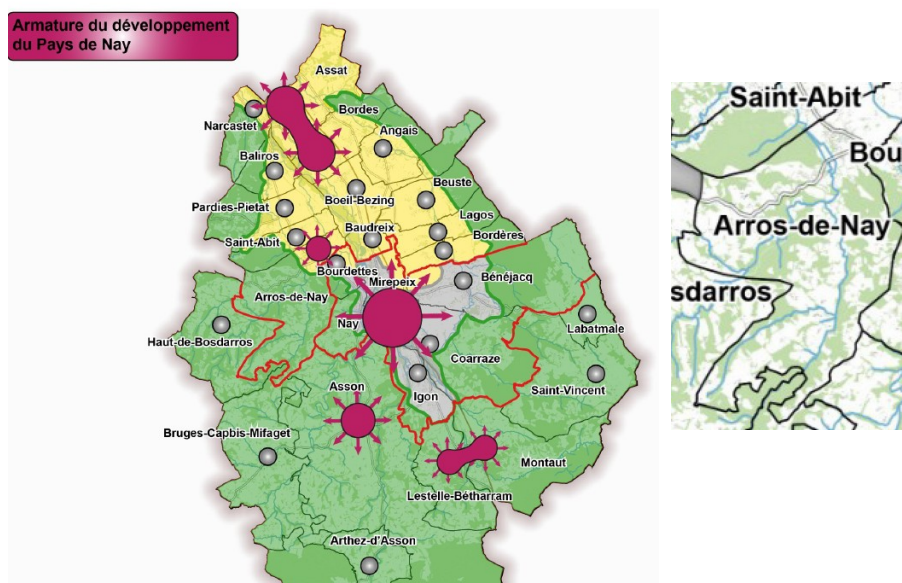 Armature du développement
du Pays de Nay
Assat
Bordes
Narcastet
Angais
Baliros
Beuste
Boeil-Bezing
Pardies-Pietat
Lagos
Baudreix
Bordères
Saint-Abit
Bourdettes
Mirepeix
Bénéjacq
Arros-de-Nay
Nay
Labatmale
Haut-de-Bosdarros
Coarraze
Asson
Saint-Vincent
Igon
Bruges-Capbis-Mifaget
Montaut
Lestelle-Bétharram
Arthez-d'Asson
Saint-Abit
Bou
Arros-de-Nay
sdarros